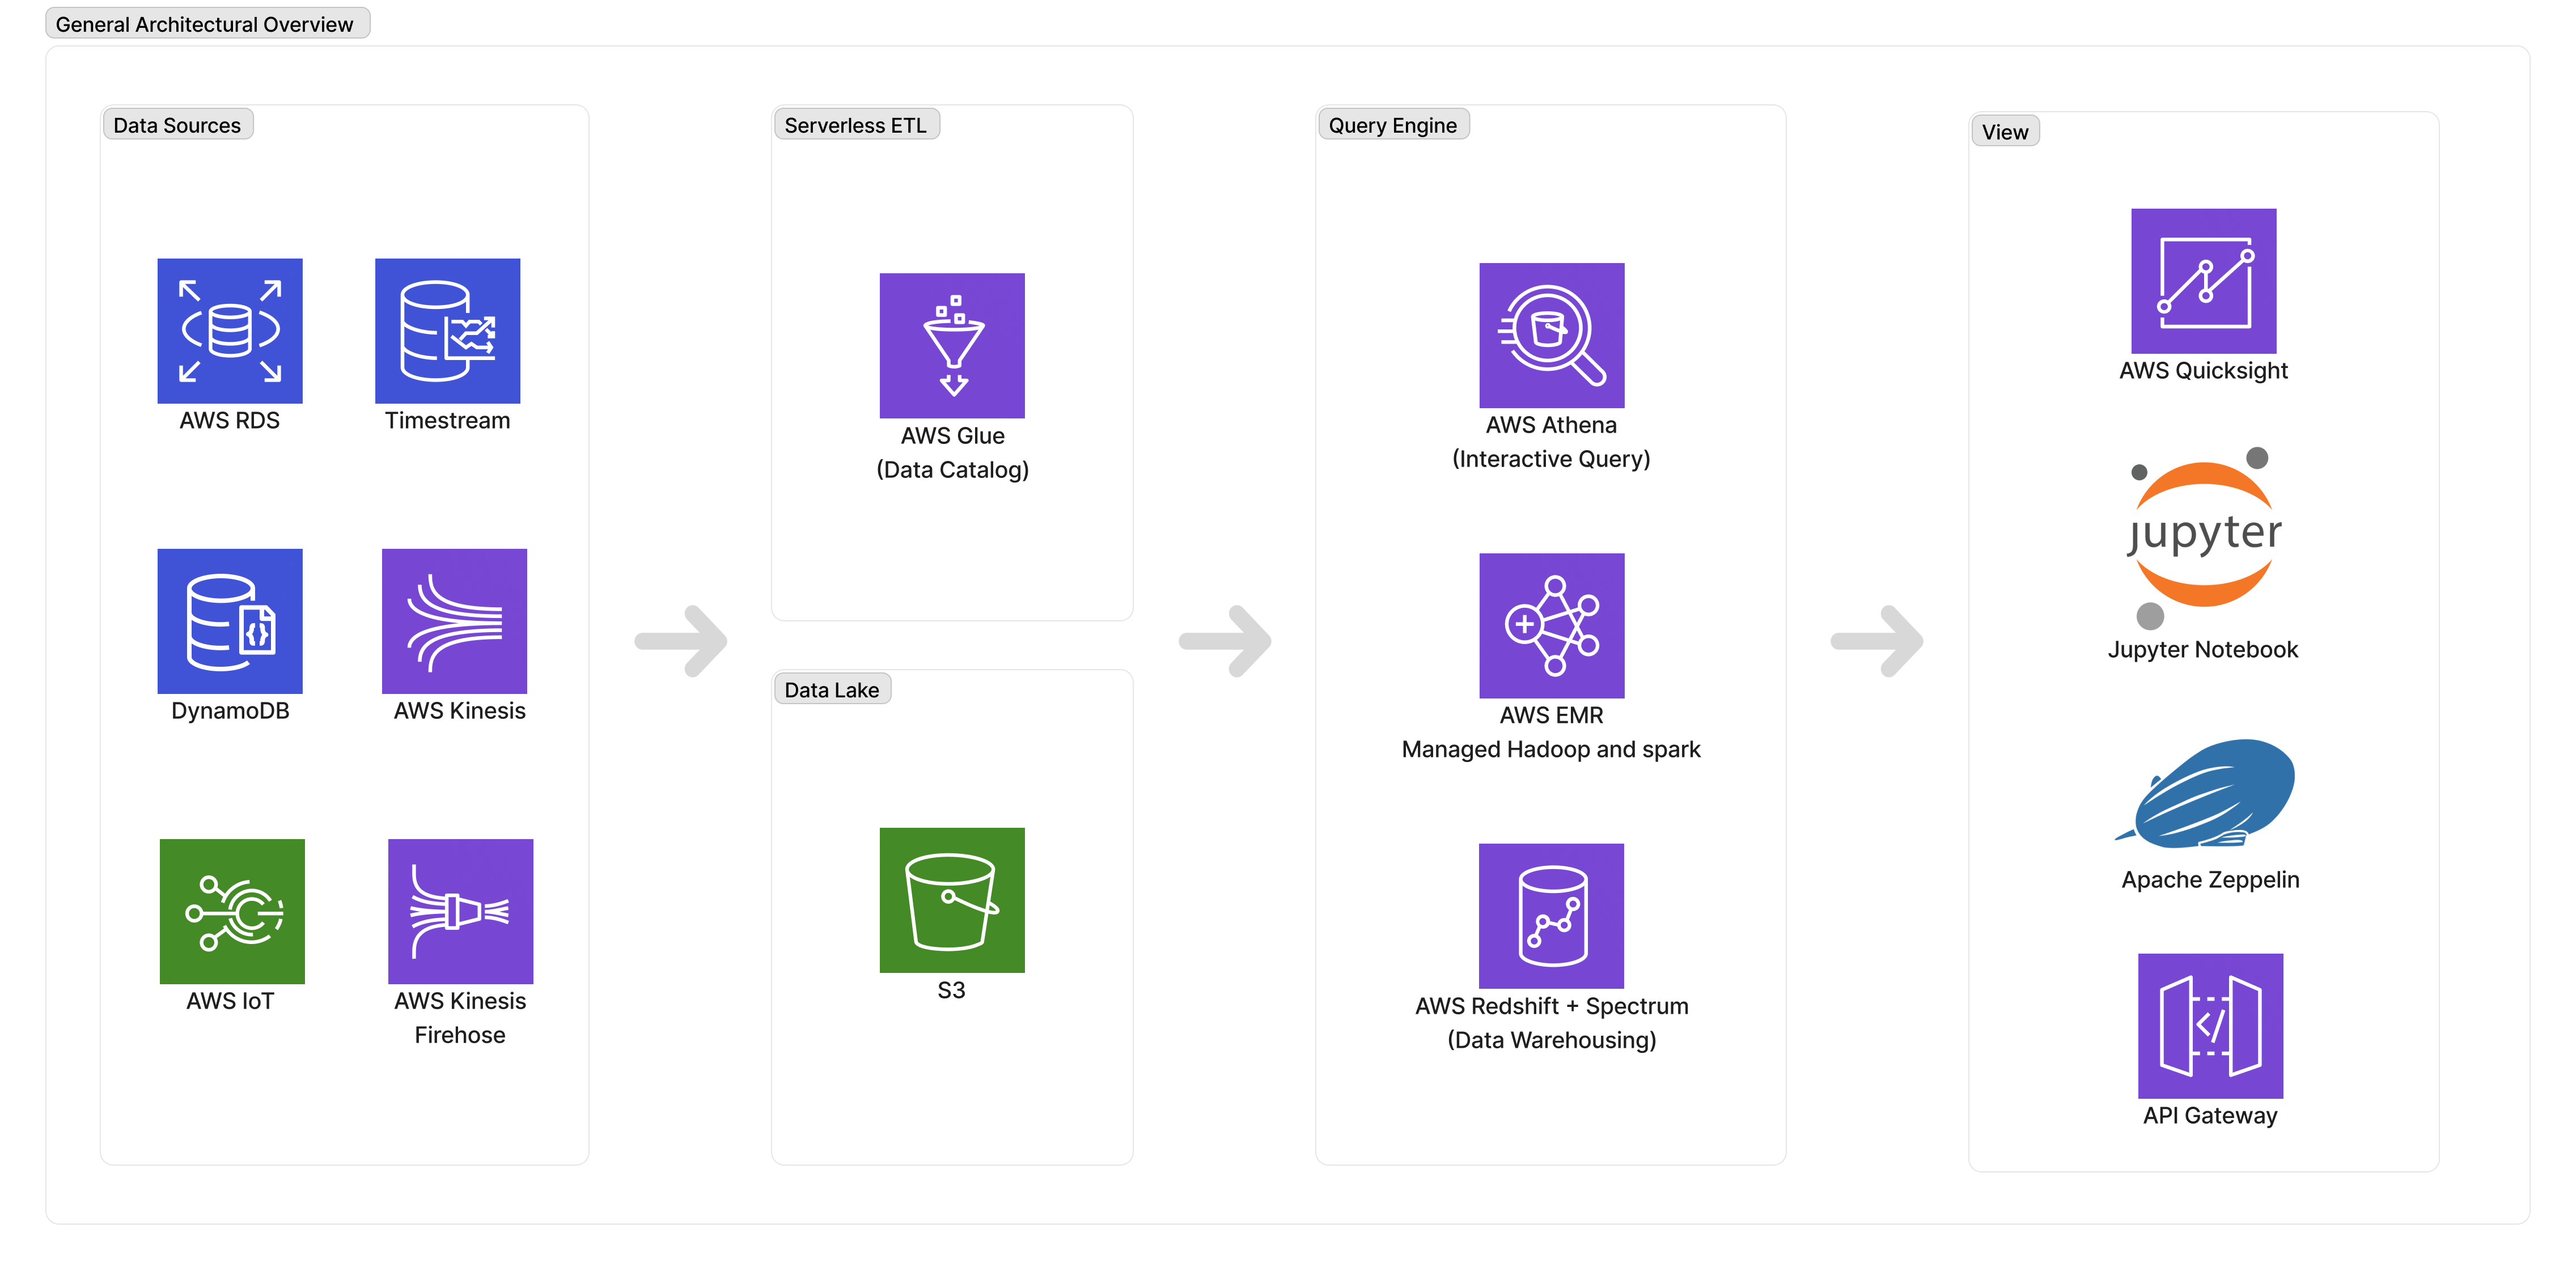 General Architectural Overview
Data Sources
AWS RDS
Timestream
DynamoDB
AWS Kinesis
AWS IoT
AWS Kinesis
Firehose
Serverless ETL
AWS Glue
(Data Catalog)
Data Lake
S3
Query Engine
AWS Athena
(Interactive Query)
AWS EMR
Managed Hadoop and spark
AWS Redshift + Spectrum
(Data Warehousing)
View
AWS Quicksight
jupyter
Jupyter Notebook
Apache Zeppelin
</>
API Gateway